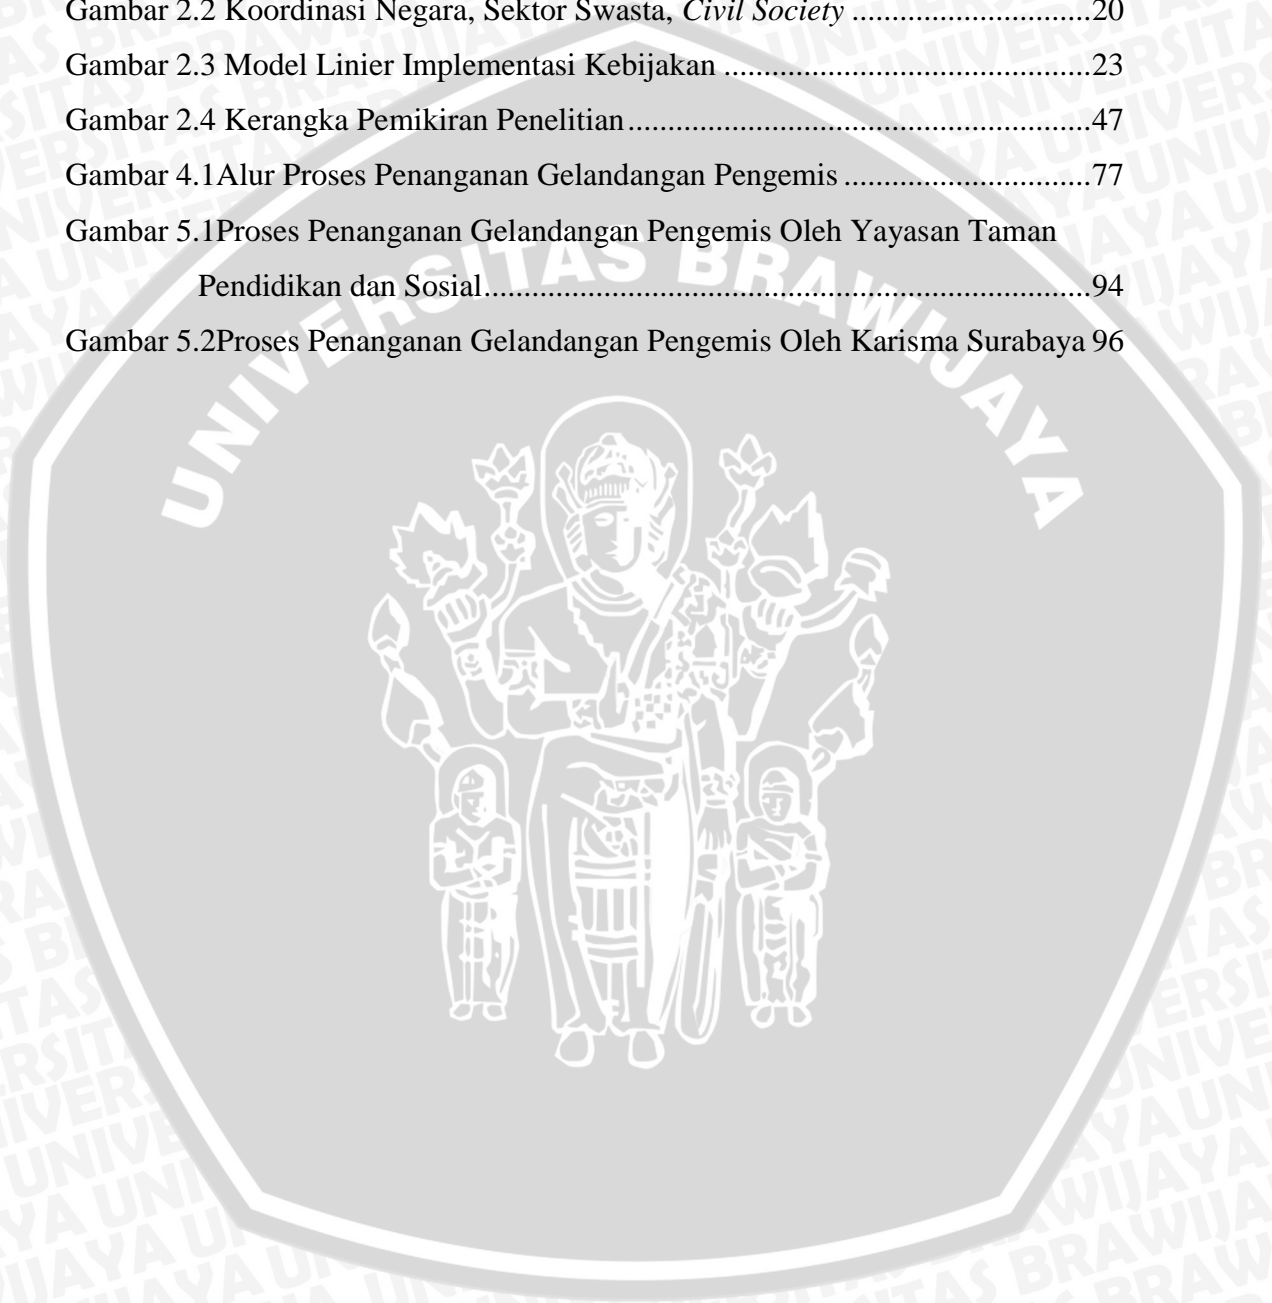 Gambar 2.2 Koordinasi Negara, Sektor Swasta, Civil Society ..............................20
Gambar 2.3 Model Linier Implementasi Kebijakan ..............................................23
Gambar 2.4 Kerangka Pemikiran Penelitian..........................................................47
Gambar 4.1Alur Proses Penanganan Gelandangan Pengemis ...............................77
Gambar 5.1Proses Penanganan Gelandangan Pengemis Oleh Yayasan Taman
Pendidikan dan Sosial............................................................................94
Gambar 5.2Proses Penanganan Gelandangan Pengemis Oleh Karisma Surabaya 96
UNIVERSITAS BRAWIJAYA